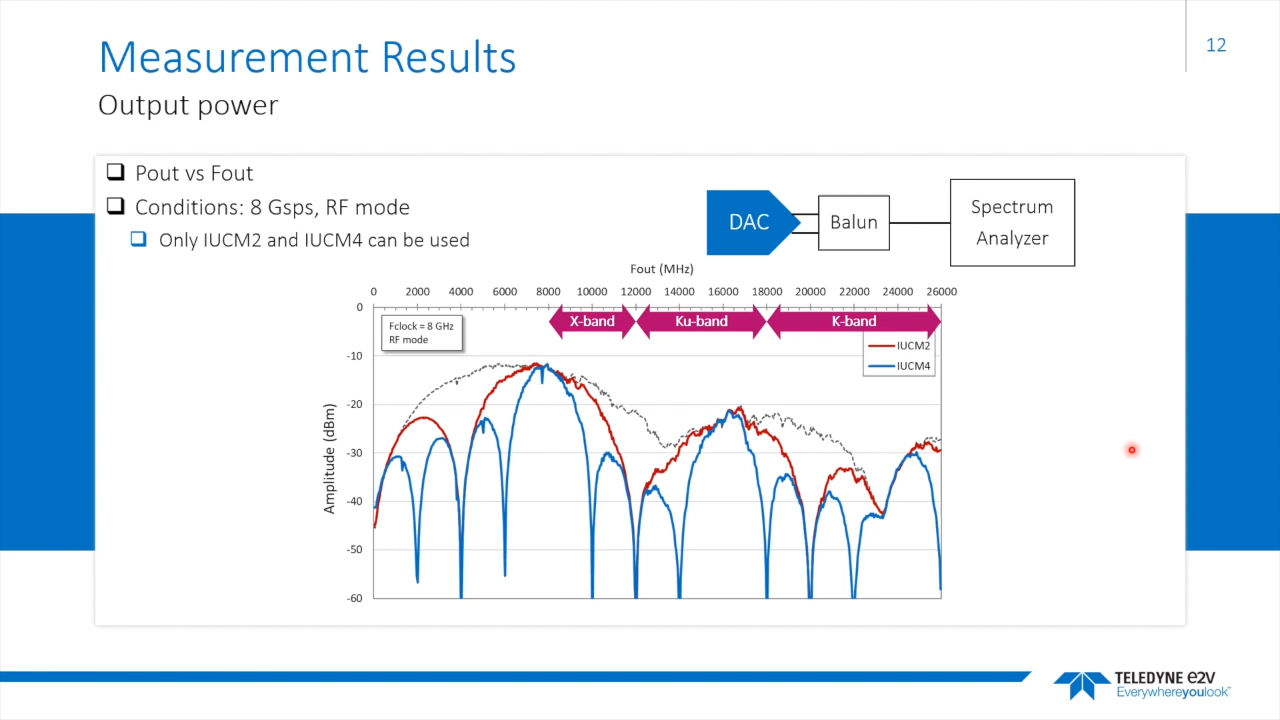 Measurement Results
12
Output power
Pout vs Fout
Conditions: 8 Gsps, RF mode
Only IUCM2 and IUCM4 can be used
DAC
Balun
Spectrum
Analyzer
Fout (MHz)
0 2000 4000 6000 8000 10000 12000 14000 16000 18000 20000 22000 24000 26000
0
Fclock = 8 GHz
RF mode
X-band
Ku-band
K-band
IUCM2
IUCM4
Amplitude (dBm)
-10
-20
-30
-40
-50
-60
TELEDYNE e2v
Everywhereyoulook™